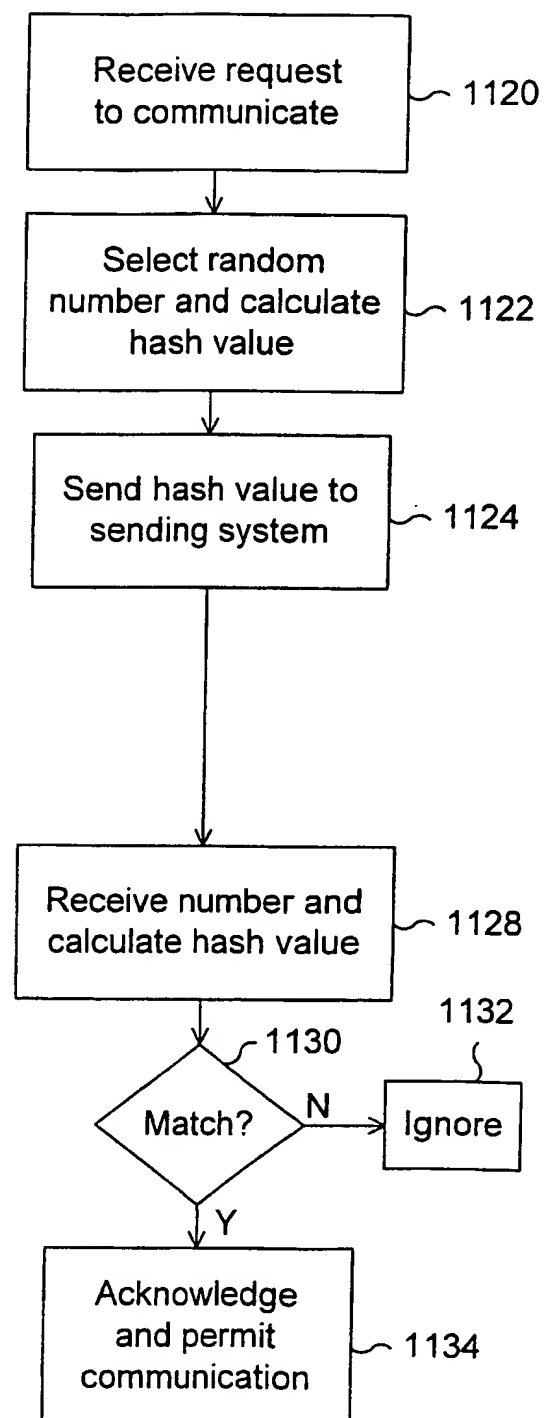 Receive request
to communicate
1120
Select random
number and calculate
hash value
1122
Send hash value to
sending system
1124
Receive number and
calculate hash value
1128
1130
1132
Match?
N
Ignore
Y
Acknowledge
and permit
communication
1134